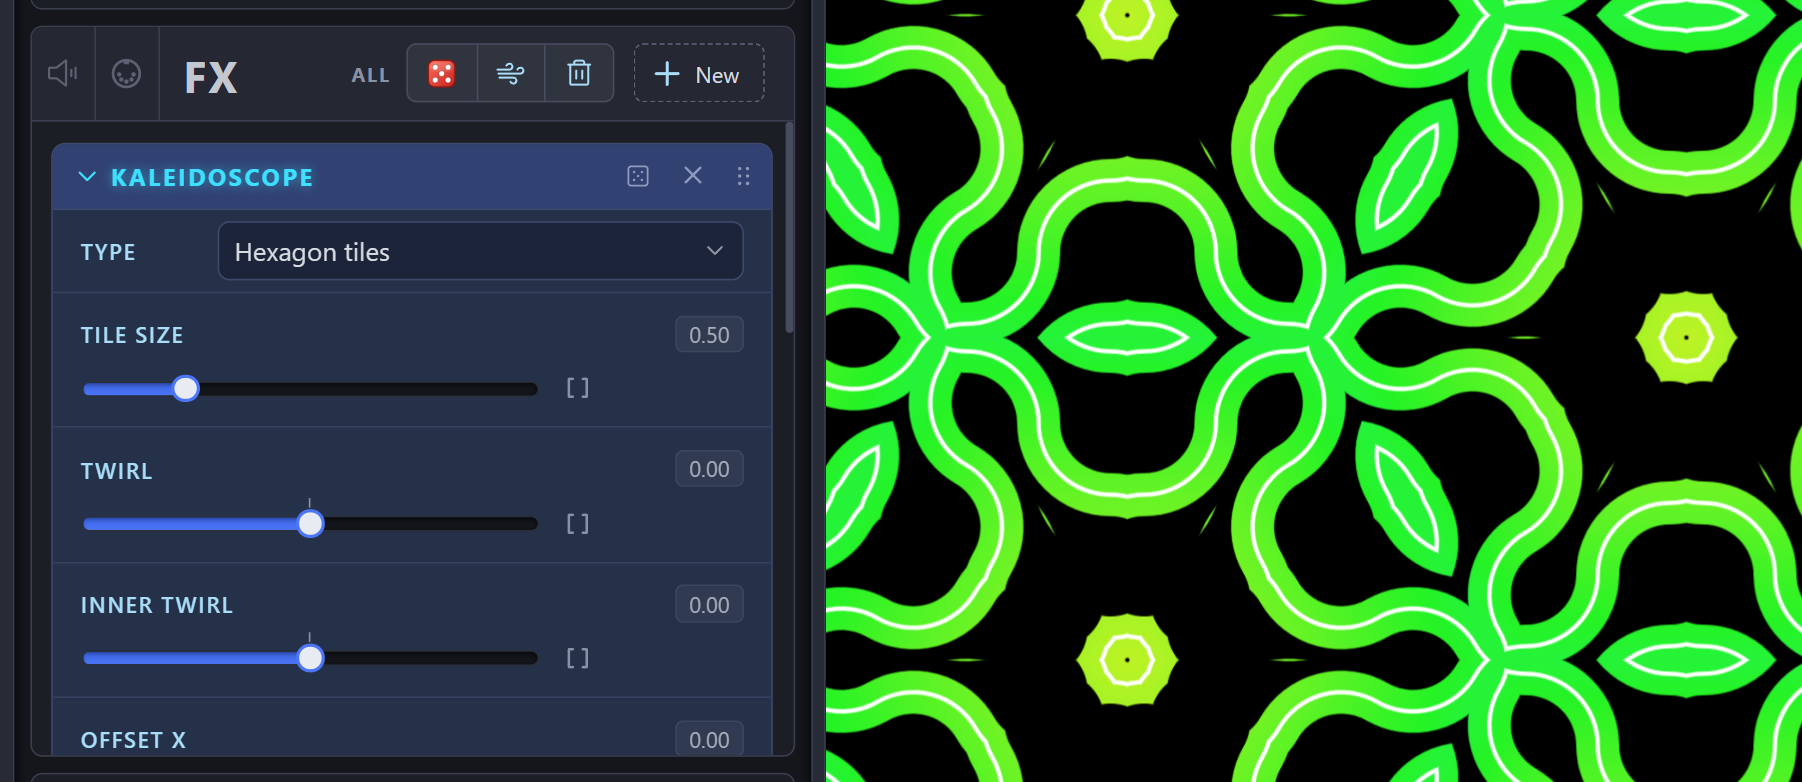 FX
ALL
New
KALEIDOSCOPE
TYPE
Hexagon tiles
TILE SIZE
0.50
TWIRL
0.00
INNER TWIRL
0.00
OFFSET X
0.00